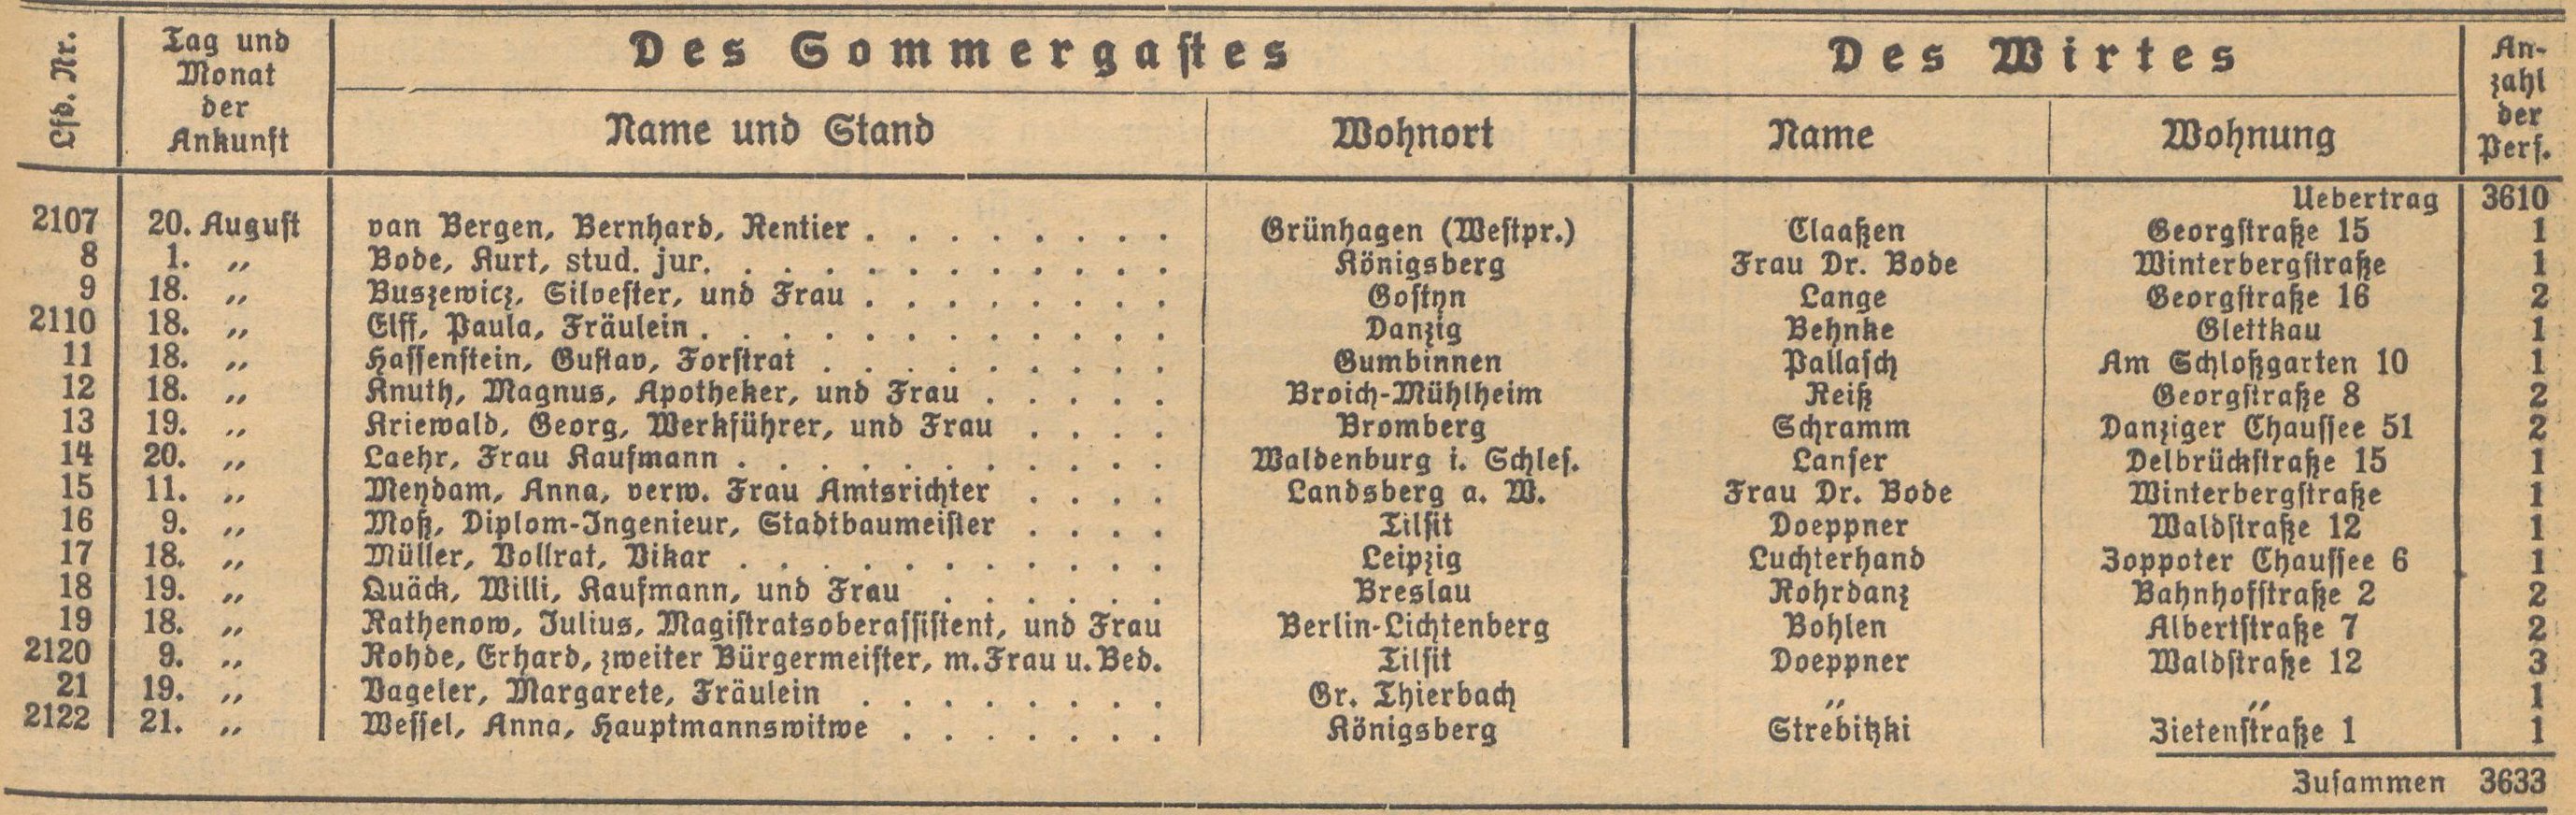 Lfd. Nr.
Tag und Monat der Ankunft
Des Sommergastes
Des Wirtes
Anzahl der Pers.
Name und Stand
Wohnort
Name
Wohnung
Uebertrag 3610
2107 20. August van Bergen, Bernhard, Rentier . . . . . . . . Grünhagen (Westpr.) Claaßen Georgstraße 15 1
8 1. „ Bode, Kurt, stud. jur. . . . . . . . . . . . Königsberg Frau Dr. Bode Winterbergstraße 1
9 18. „ Buszewicz, Silvester, und Frau . . . . . . . . Gostyn Lange Georgstraße 16 2
2110 18. „ Elff, Paula, Fräulein . . . . . . . . . . . . Danzig Behnke Glettkau 1
11 18. „ Hassenstein, Gustav, Forstrat . . . . . . . . . Gumbinnen Pallasch Am Schloßgarten 10 1
12 18. „ Knuth, Magnus, Apotheker, und Frau . . . . . Broich-Mühlheim Reiß Georgstraße 8 2
13 19. „ Kriewald, Georg, Werkführer, und Frau . . . . Bromberg Schramm Danziger Chaussee 51 2
14 20. „ Laehr, Frau Kaufmann . . . . . . . . . . . Waldenburg i. Schles. Lanser Delbrückstraße 15 1
15 11. „ Meydam, Anna, verw. Frau Amtsrichter . . . . Landsberg a. W. Frau Dr. Bode Winterbergstraße 1
16 9. „ Moß, Diplom-Ingenieur, Stadtbaumeister . . . . Tilsit Doeppner Waldstraße 12 1
17 18. „ Müller, Vollrat, Vikar . . . . . . . . . . . Leipzig Luchterhand Zoppoter Chaussee 6 1
18 19. „ Quäck, Willi, Kaufmann, und Frau . . . . . . Breslau Rohrdanz Bahnhofstraße 2 2
19 18. „ Rathenow, Julius, Magistratsoberassistent, und Frau Berlin-Lichtenberg Bohlen Albertstraße 7 2
2120 9. „ Rohde, Erhard, zweiter Bürgermeister, m. Frau u. Bed. Tilsit Doeppner Waldstraße 12 3
21 19. „ Vageler, Margarete, Fräulein . . . . . . . . Gr. Thierbach „ „ 1
2122 21. „ Wessel, Anna, Hauptmannswitwe . . . . . . . Königsberg Strebitzki Zietenstraße 1 1
Zusammen 3633